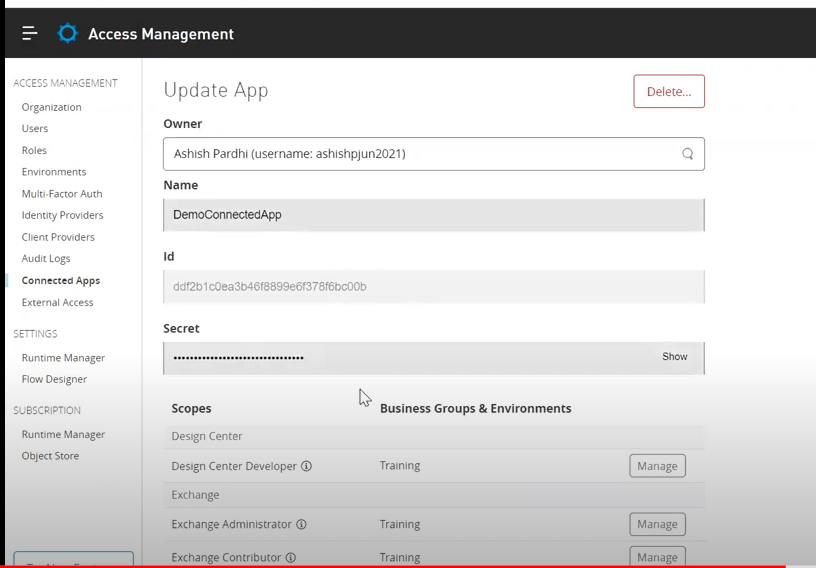 Access Management
ACCESS MANAGEMENT
Organization
Users
Roles
Environments
Multi-Factor Auth
Identity Providers
Client Providers
Audit Logs
Connected Apps
External Access
SETTINGS
Runtime Manager
Flow Designer
SUBSCRIPTION
Runtime Manager
Object Store
Update App
Delete...
Owner
Ashish Pardhi (username: ashishpjun2021)
Name
DemoConnectedApp
Id
ddf2b1c0ea3b46f8899e6f378f6bc00b
Secret
Show
Scopes Business Groups & Environments
Design Center
Design Center Developer Training Manage
Exchange
Exchange Administrator Training Manage
Exchange Contributor Training Manage